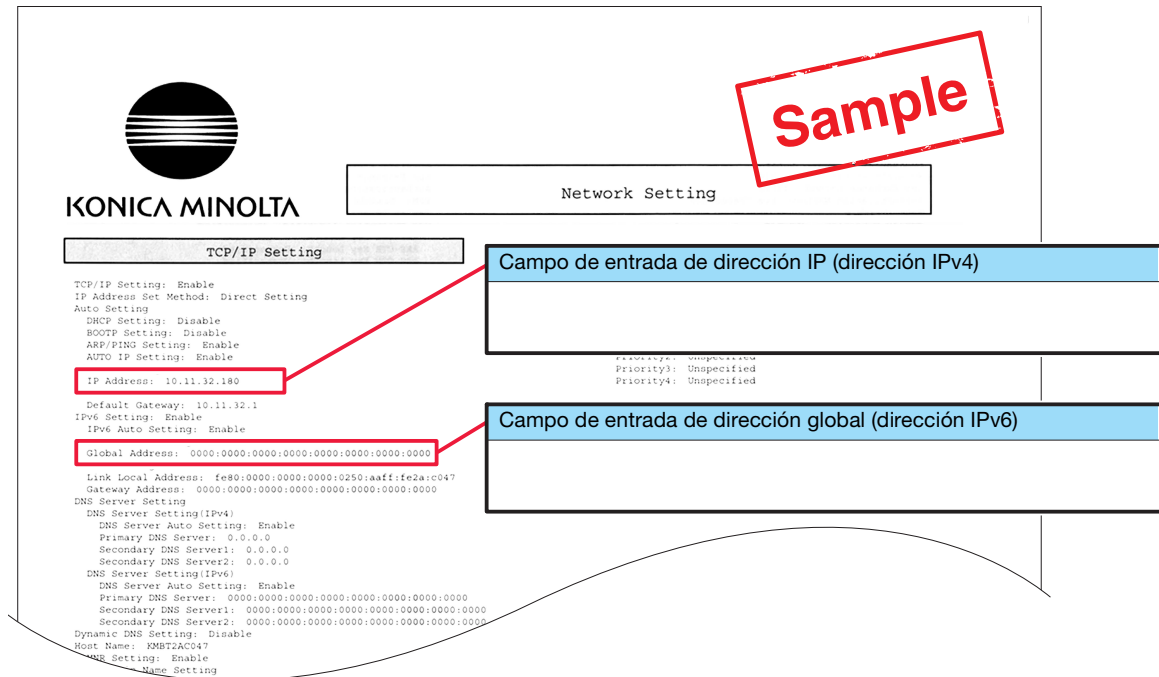 Sample
KONICA MINOLTA
Network Setting
TCP/IP Setting
Campo de entrada de dirección IP (dirección IPv4)
TCP/IP Setting: Enable
IP Address Set Method: Direct Setting
Auto Setting
DHCP Setting: Disable
BOOTP Setting: Disable
ARP/PING Setting: Enable
AUTO IP Setting: Enable
Priority2: Unspecified
Priority3: Unspecified
Priority4: Unspecified
IP Address: 10.11.32.180
Default Gateway: 10.11.32.1
IPv6 Setting: Enable
IPv6 Auto Setting: Enable
Campo de entrada de dirección global (dirección IPv6)
Global Address: 0000:0000:0000:0000:0000:0000:0000:0000
Link Local Address: fe80:0000:0000:0000:0250:aaff:fe2a:c047
Gateway Address: 0000:0000:0000:0000:0000:0000:0000:0000
DNS Server Setting
DNS Server Setting(IPv4)
DNS Server Auto Setting: Enable
Primary DNS Server: 0.0.0.0
Secondary DNS Server1: 0.0.0.0
Secondary DNS Server2: 0.0.0.0
DNS Server Setting(IPv6)
DNS Server Auto Setting: Enable
Primary DNS Server: 0000:0000:0000:0000:0000:0000:0000:0000
Secondary DNS Server1: 0000:0000:0000:0000:0000:0000:0000:0000
Secondary DNS Server2: 0000:0000:0000:0000:0000:0000:0000:0000
Dynamic DNS Setting: Disable
Host Name: KMBT2AC047
Setting: Enable
Name Setting